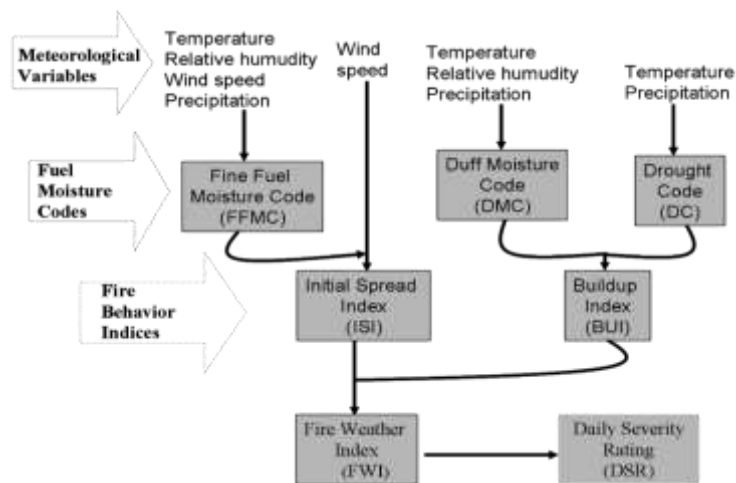 Meteorological
Variables
Temperature
Relative humudity
Wind speed
Precipitation
Wind
speed
Temperature
Relative humudity
Precipitation
Temperature
Precipitation
Fuel
Moisture
Codes
Fine Fuel
Moisture Code
(FFMC)
Duff Moisture
Code
(DMC)
Drought
Code
(DC)
Fire
Behavior
Indices
Initial Spread
Index
(ISI)
Buildup
Index
(BUI)
Fire Weather
Index
(FWI)
Daily Severity
Rating
(DSR)